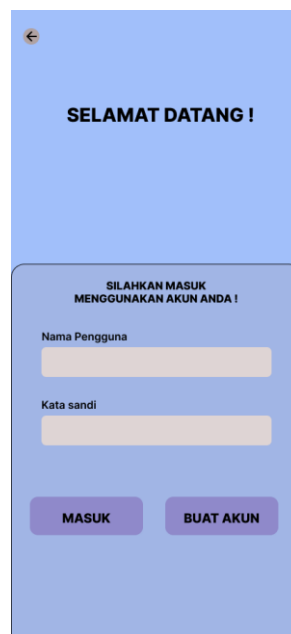 SELAMAT DATANG !
SILAHKAN MASUK
MENGGUNAKAN AKUN ANDA !
Nama Pengguna
Kata sandi
MASUK
BUAT AKUN